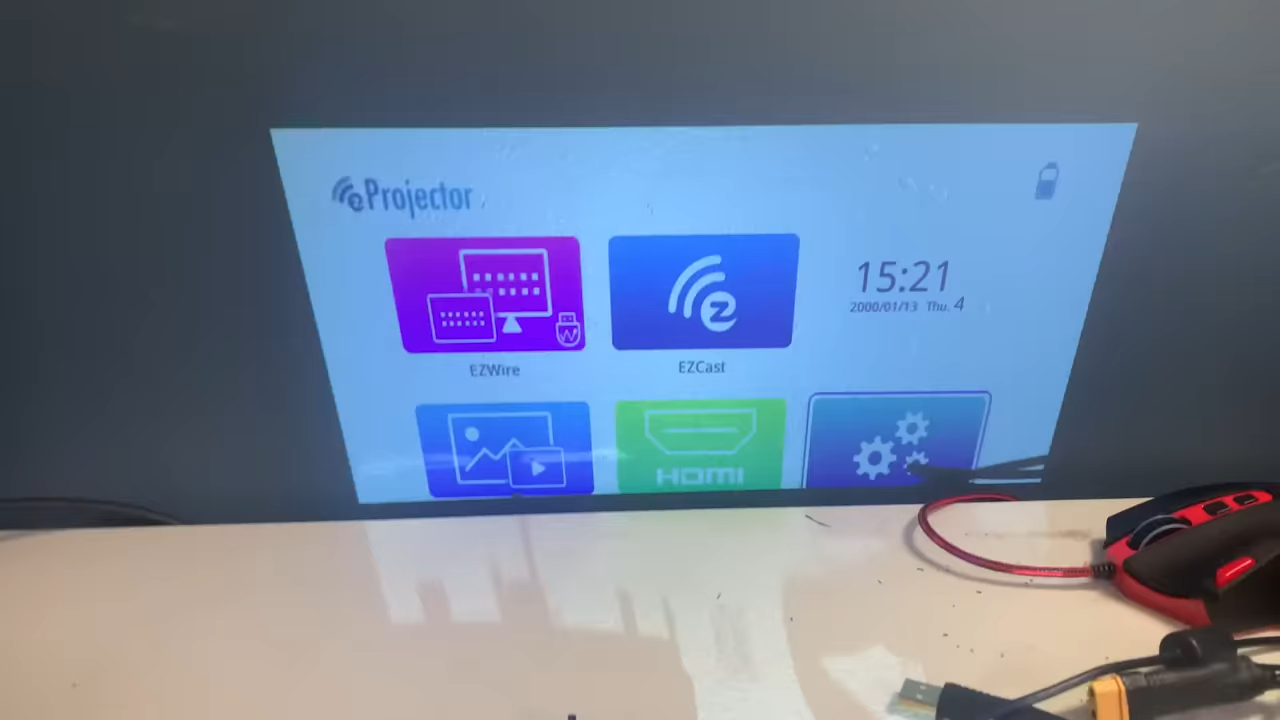 eProjector
15:21
2000/01/13 Thu. 4
EZWire
EZCast
HDMI